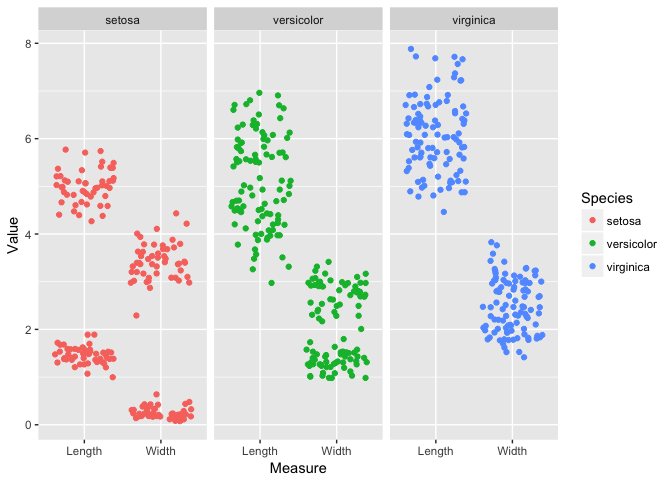 setosa
versicolor
virginica
8
6
4
2
0
Value
Length
Width
Length
Width
Length
Width
Measure
Species
setosa
versicolor
virginica